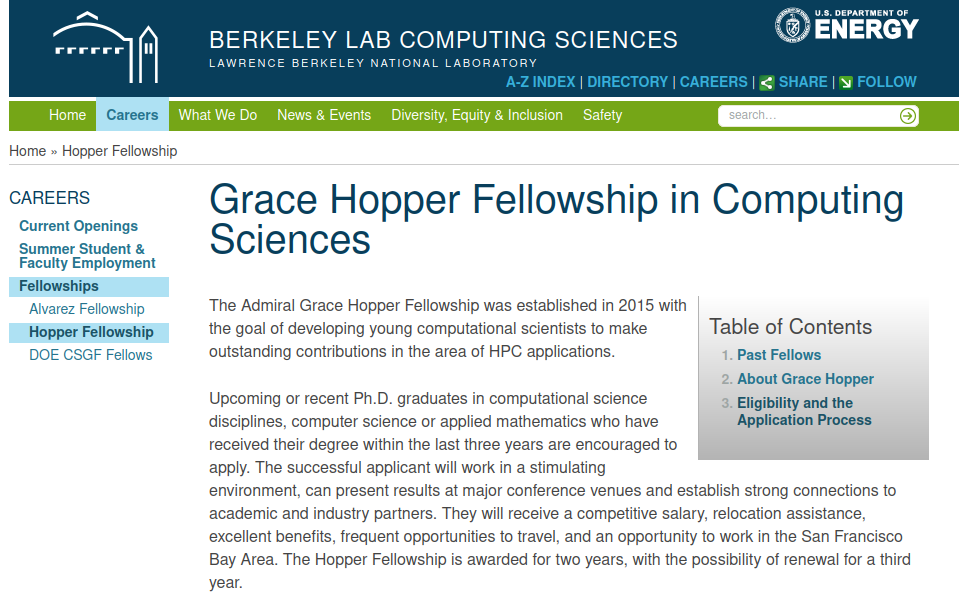 U.S. DEPARTMENT OF
ENERGY
BERKELEY LAB COMPUTING SCIENCES
LAWRENCE BERKELEY NATIONAL LABORATORY
A-Z INDEX | DIRECTORY | CAREERS | SHARE | FOLLOW
Home Careers What We Do News & Events Diversity, Equity & Inclusion Safety search...
Home » Hopper Fellowship
CAREERS
Current Openings
Summer Student &
Faculty Employment
Fellowships
Alvarez Fellowship
Hopper Fellowship
DOE CSGF Fellows
Grace Hopper Fellowship in Computing
Sciences
The Admiral Grace Hopper Fellowship was established in 2015 with
the goal of developing young computational scientists to make
outstanding contributions in the area of HPC applications.
Table of Contents
1. Past Fellows
2. About Grace Hopper
3. Eligibility and the
Application Process
Upcoming or recent Ph.D. graduates in computational science
disciplines, computer science or applied mathematics who have
received their degree within the last three years are encouraged to
apply. The successful applicant will work in a stimulating
environment, can present results at major conference venues and establish strong connections to
academic and industry partners. They will receive a competitive salary, relocation assistance,
excellent benefits, frequent opportunities to travel, and an opportunity to work in the San Francisco
Bay Area. The Hopper Fellowship is awarded for two years, with the possibility of renewal for a third
year.